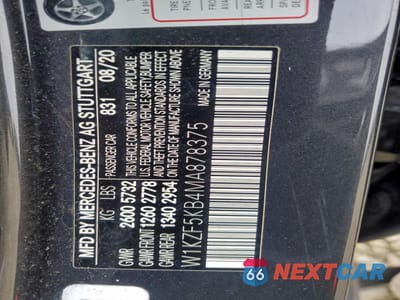 MFD BY MERCEDES-BENZ AG STUTTGART
PASSENGER CAR 831 08/20
KG LBS
GVWR 2600 5732
GAWR FRONT 1260 2778
GAWR REAR 1340 2954
THIS VEHICLE CONFORMS TO ALL APPLICABLE
U.S. FEDERAL MOTOR VEHICLE SAFETY/BUMPER
AND THEFT PREVENTION STANDARDS IN EFFECT
ON THE DATE OF MANUFACTURE SHOWN ABOVE.
W1KZF5KB4MA878375 MADE IN GERMANY
66 NEXTCAR